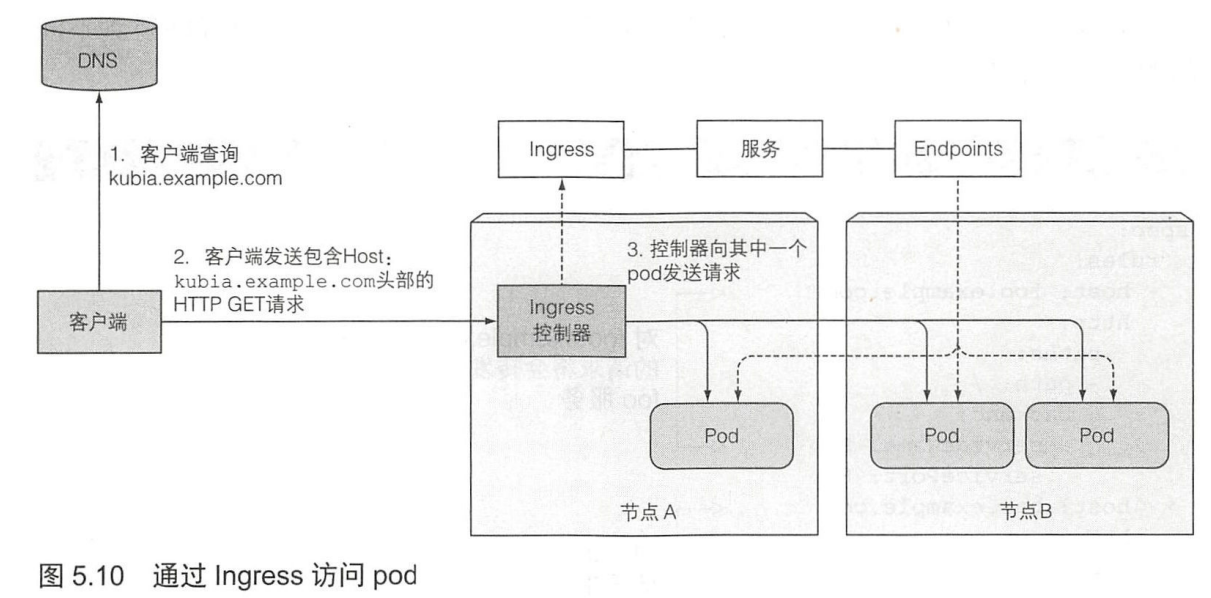 DNS
1. 客户端查询
kubia.example.com
Ingress
服务
Endpoints
2. 客户端发送包含Host：
kubia.example.com头部的
HTTP GET请求
3. 控制器向其中一个
pod发送请求
客户端
Ingress
控制器
Pod
Pod
Pod
节点 A
节点B
图 5.10 通过 Ingress 访问 pod